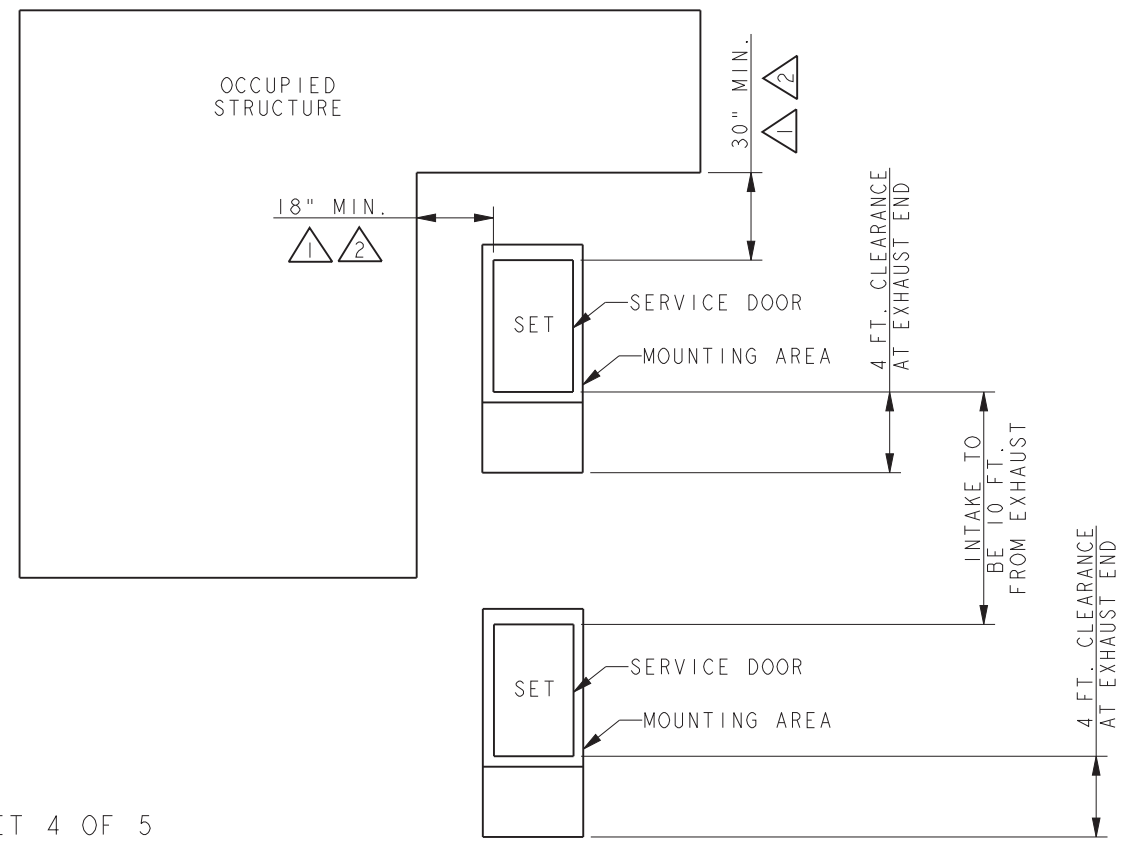 OCCUPIED
STRUCTURE
30" MIN.
2
1
18" MIN.
1
2
4 FT. CLEARANCE
AT EXHAUST END
SERVICE DOOR
SET
MOUNTING AREA
INTAKE TO
BE 10 FT.
FROM EXHAUST
4 FT. CLEARANCE
AT EXHAUST END
SERVICE DOOR
SET
MOUNTING AREA
4 OF 5